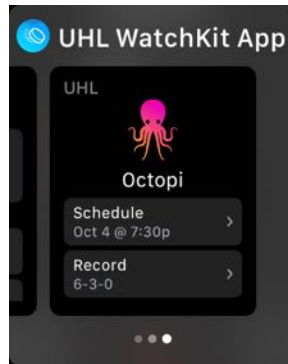 UHL WatchKit App
UHL
Octopi
Schedule
Oct 4 @ 7:30p
Record
6-3-0